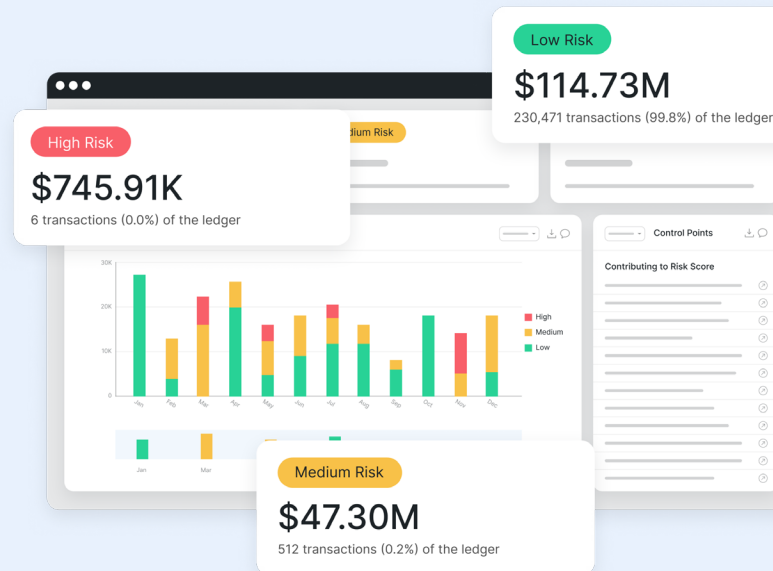 Low Risk
$114.73M
230,471 transactions (99.8%) of the ledger
High Risk
$745.91K
6 transactions (0.0%) of the ledger
Risk
Control Points
Contributing to Risk Score
30K
20K
10K
0
High
Medium
Low
Jan
Feb
Mar
Apr
May
Jun
Jul
Aug
Sep
Oct
Nov
Dec
Jan
Mar
Medium Risk
$47.30M
512 transactions (0.2%) of the ledger